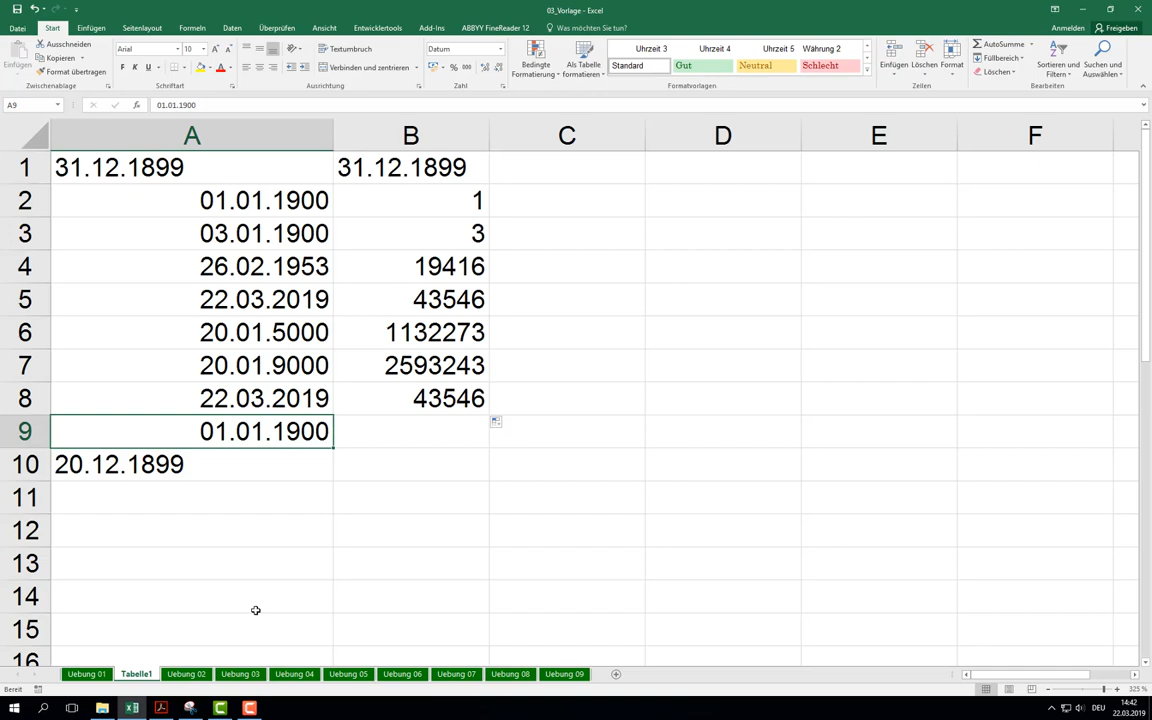 03_Vorlage - Excel
Datei Start Einfügen Seitenlayout Formeln Daten Überprüfen Ansicht Entwicklertools Add-Ins ABBYY FineReader 12 Was möchten Sie tun? Anmelden Freigeben
Einfügen
Ausschneiden
Kopieren
Format übertragen
Zwischenablage
Arial 10
F K U
Schriftart
Textumbruch
Verbinden und zentrieren
Ausrichtung
Datum
% 000
Zahl
Bedingte Formatierung
Als Tabelle formatieren
Uhrzeit 3 Uhrzeit 4 Uhrzeit 5 Währung 2
Standard Gut Neutral Schlecht
Formatvorlagen
Einfügen Löschen Format
Zellen
AutoSumme
Füllbereich
Löschen
Sortieren und Filtern
Suchen und Auswählen
Bearbeiten
A9 fx 01.01.1900
A B C D E F
1 31.12.1899 31.12.1899
2 01.01.1900 1
3 03.01.1900 3
4 26.02.1953 19416
5 22.03.2019 43546
6 20.01.5000 1132273
7 20.01.9000 2593243
8 22.03.2019 43546
9 01.01.1900
10 20.12.1899
11
12
13
14
15
16
Uebung 01 Tabelle1 Uebung 02 Uebung 03 Uebung 04 Uebung 05 Uebung 06 Uebung 07 Uebung 08 Uebung 09
Bereit 325 %
DEU 14:42
22.03.2019